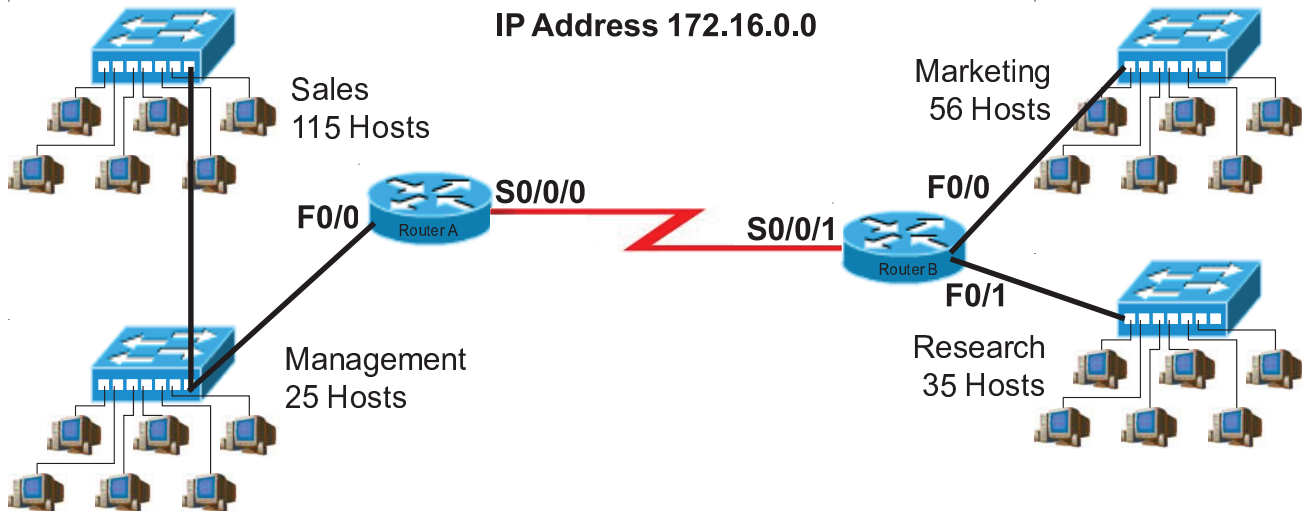 IP Address 172.16.0.0
Sales
115 Hosts
Marketing
56 Hosts
F0/0
S0/0/0
Router A
S0/0/1
F0/0
Router B
F0/1
Management
25 Hosts
Research
35 Hosts